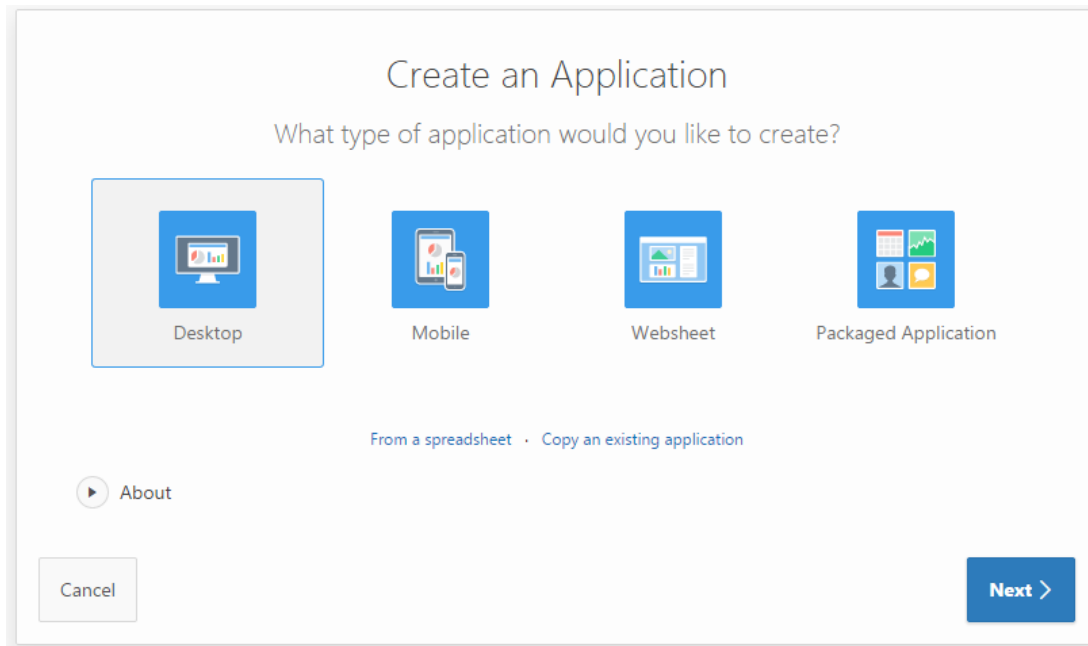 Create an Application
What type of application would you like to create?
Desktop
Mobile
Websheet
Packaged Application
From a spreadsheet · Copy an existing application
About
Cancel
Next